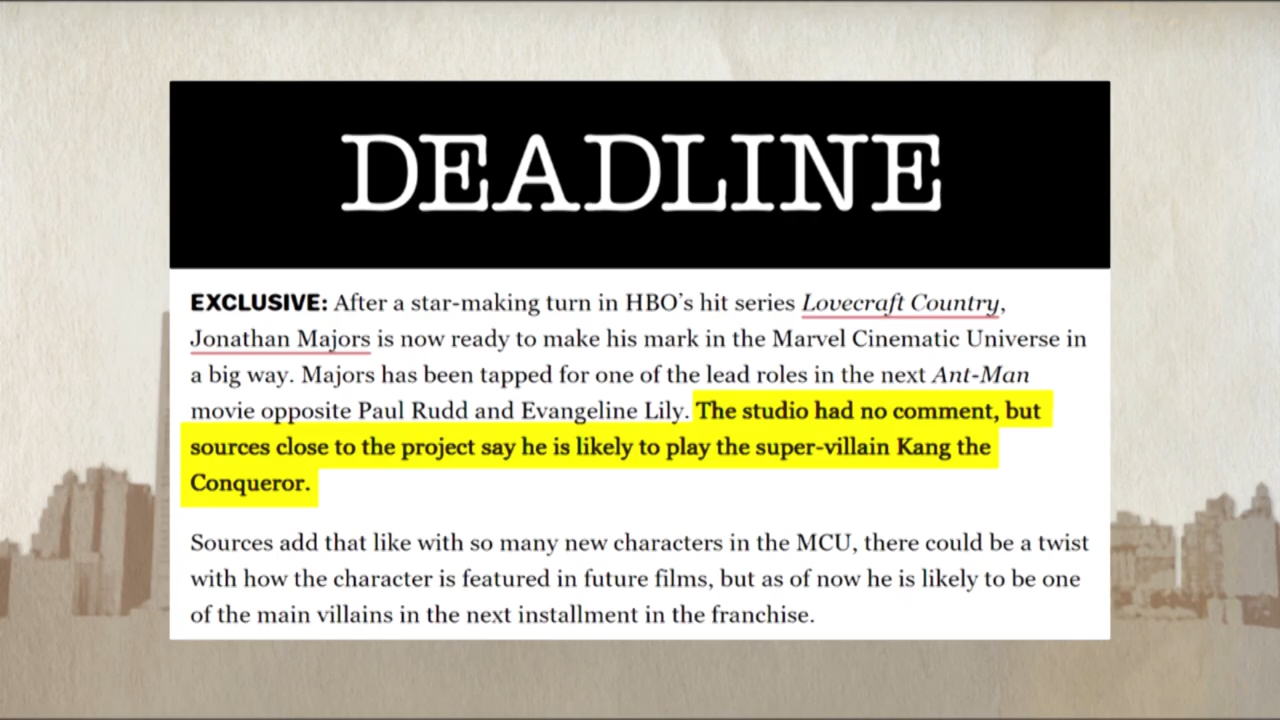 DEADLINE
EXCLUSIVE: After a star-making turn in HBO’s hit series Lovecraft Country,
Jonathan Majors is now ready to make his mark in the Marvel Cinematic Universe in
a big way. Majors has been tapped for one of the lead roles in the next Ant-Man
movie opposite Paul Rudd and Evangeline Lily. The studio had no comment, but
sources close to the project say he is likely to play the super-villain Kang the
Conqueror.
Sources add that like with so many new characters in the MCU, there could be a twist
with how the character is featured in future films, but as of now he is likely to be one
of the main villains in the next installment in the franchise.